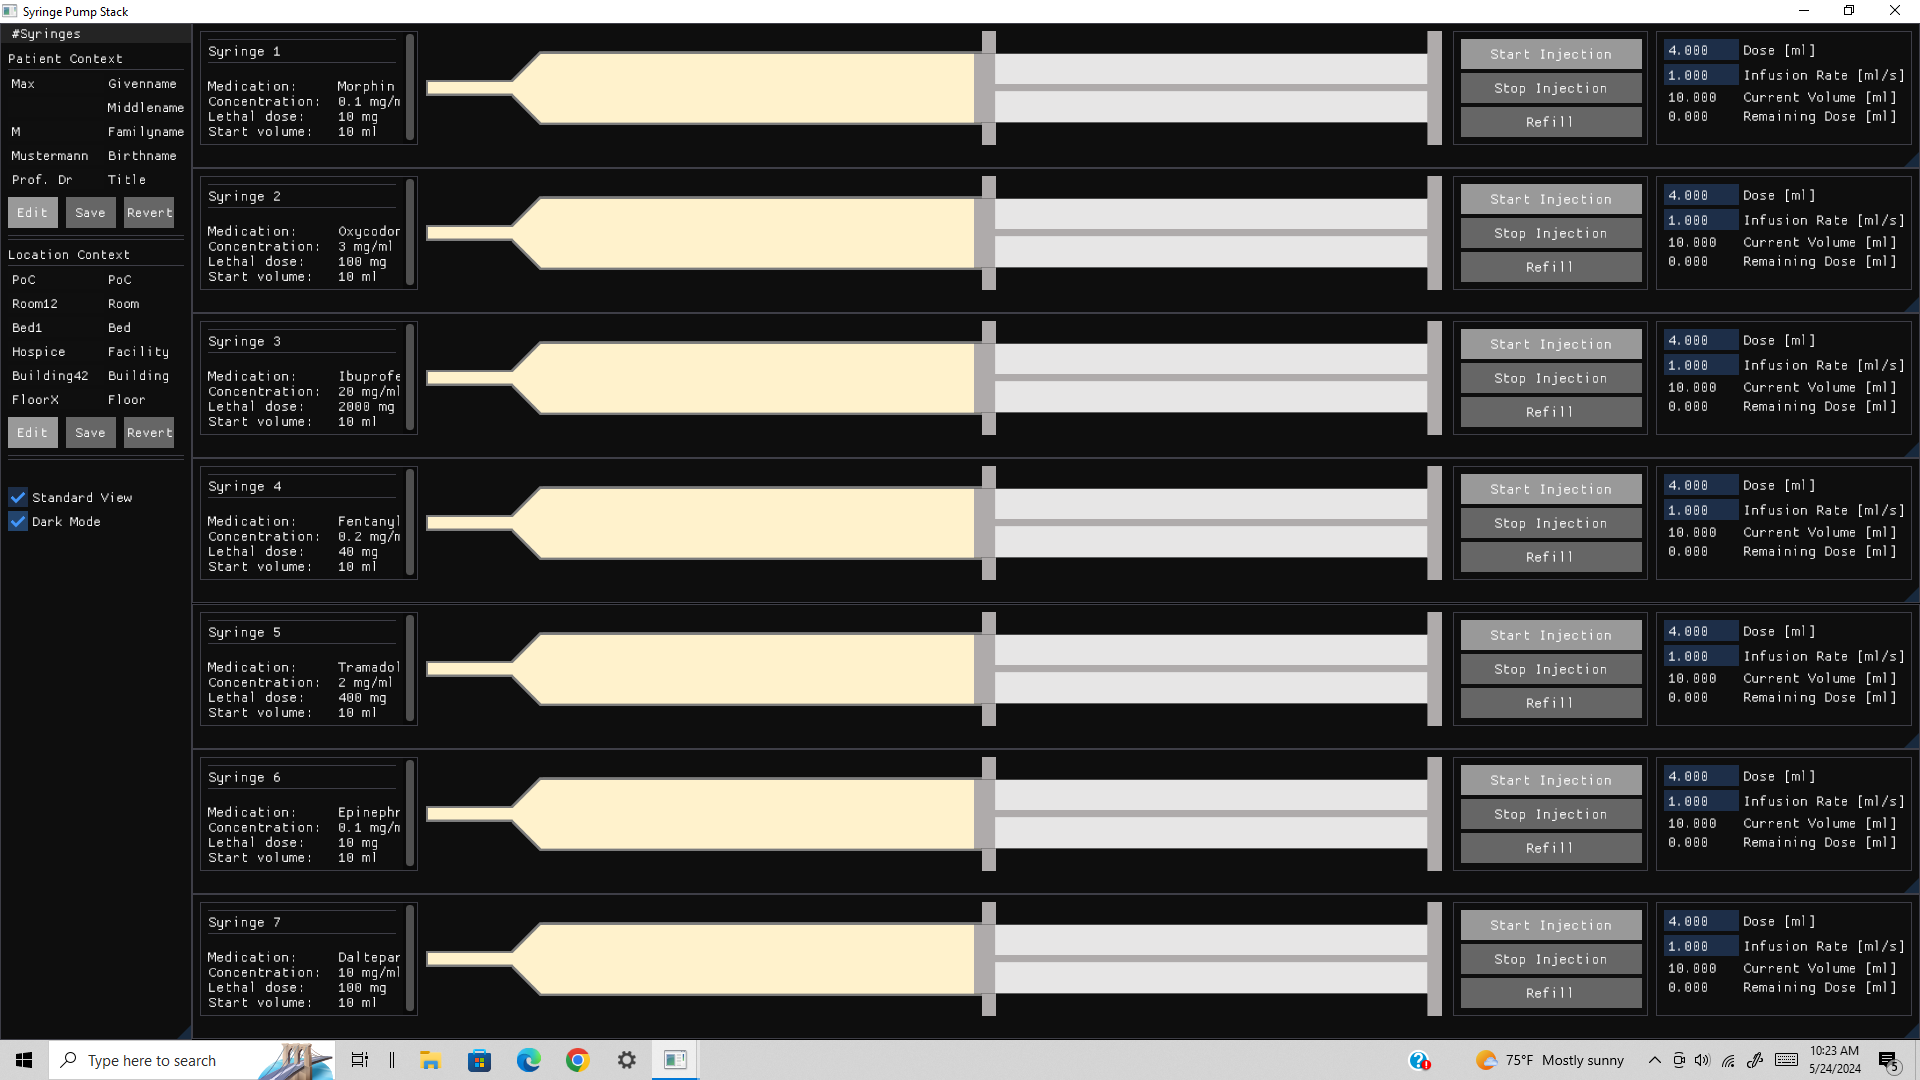 Syringe Pump Stack
#Syringes
Patient Context
Max Givenname
Middlename
M Familyname
Mustermann Birthname
Prof. Dr Title
Edit Save Revert
Location Context
PoC PoC
Room12 Room
Bed1 Bed
Hospice Facility
Building42 Building
FloorX Floor
Edit Save Revert
Standard View
Dark Mode
Syringe 1
Medication: Morphin
Concentration: 0.1 mg/m
Lethal dose: 10 mg
Start volume: 10 ml
Start Injection
Stop Injection
Refill
4.000 Dose [ml]
1.000 Infusion Rate [ml/s]
10.000 Current Volume [ml]
0.000 Remaining Dose [ml]
Syringe 2
Medication: Oxycodon
Concentration: 3 mg/ml
Lethal dose: 100 mg
Start volume: 10 ml
Start Injection
Stop Injection
Refill
4.000 Dose [ml]
1.000 Infusion Rate [ml/s]
10.000 Current Volume [ml]
0.000 Remaining Dose [ml]
Syringe 3
Medication: Ibuprofe
Concentration: 20 mg/ml
Lethal dose: 2000 mg
Start volume: 10 ml
Start Injection
Stop Injection
Refill
4.000 Dose [ml]
1.000 Infusion Rate [ml/s]
10.000 Current Volume [ml]
0.000 Remaining Dose [ml]
Syringe 4
Medication: Fentanyl
Concentration: 0.2 mg/m
Lethal dose: 40 mg
Start volume: 10 ml
Start Injection
Stop Injection
Refill
4.000 Dose [ml]
1.000 Infusion Rate [ml/s]
10.000 Current Volume [ml]
0.000 Remaining Dose [ml]
Syringe 5
Medication: Tramadol
Concentration: 2 mg/ml
Lethal dose: 400 mg
Start volume: 10 ml
Start Injection
Stop Injection
Refill
4.000 Dose [ml]
1.000 Infusion Rate [ml/s]
10.000 Current Volume [ml]
0.000 Remaining Dose [ml]
Syringe 6
Medication: Epinephr
Concentration: 0.1 mg/m
Lethal dose: 10 mg
Start volume: 10 ml
Start Injection
Stop Injection
Refill
4.000 Dose [ml]
1.000 Infusion Rate [ml/s]
10.000 Current Volume [ml]
0.000 Remaining Dose [ml]
Syringe 7
Medication: Daltepar
Concentration: 10 mg/ml
Lethal dose: 100 mg
Start volume: 10 ml
Start Injection
Stop Injection
Refill
4.000 Dose [ml]
1.000 Infusion Rate [ml/s]
10.000 Current Volume [ml]
0.000 Remaining Dose [ml]
Type here to search
75°F Mostly sunny
10:23 AM
5/24/2024
5